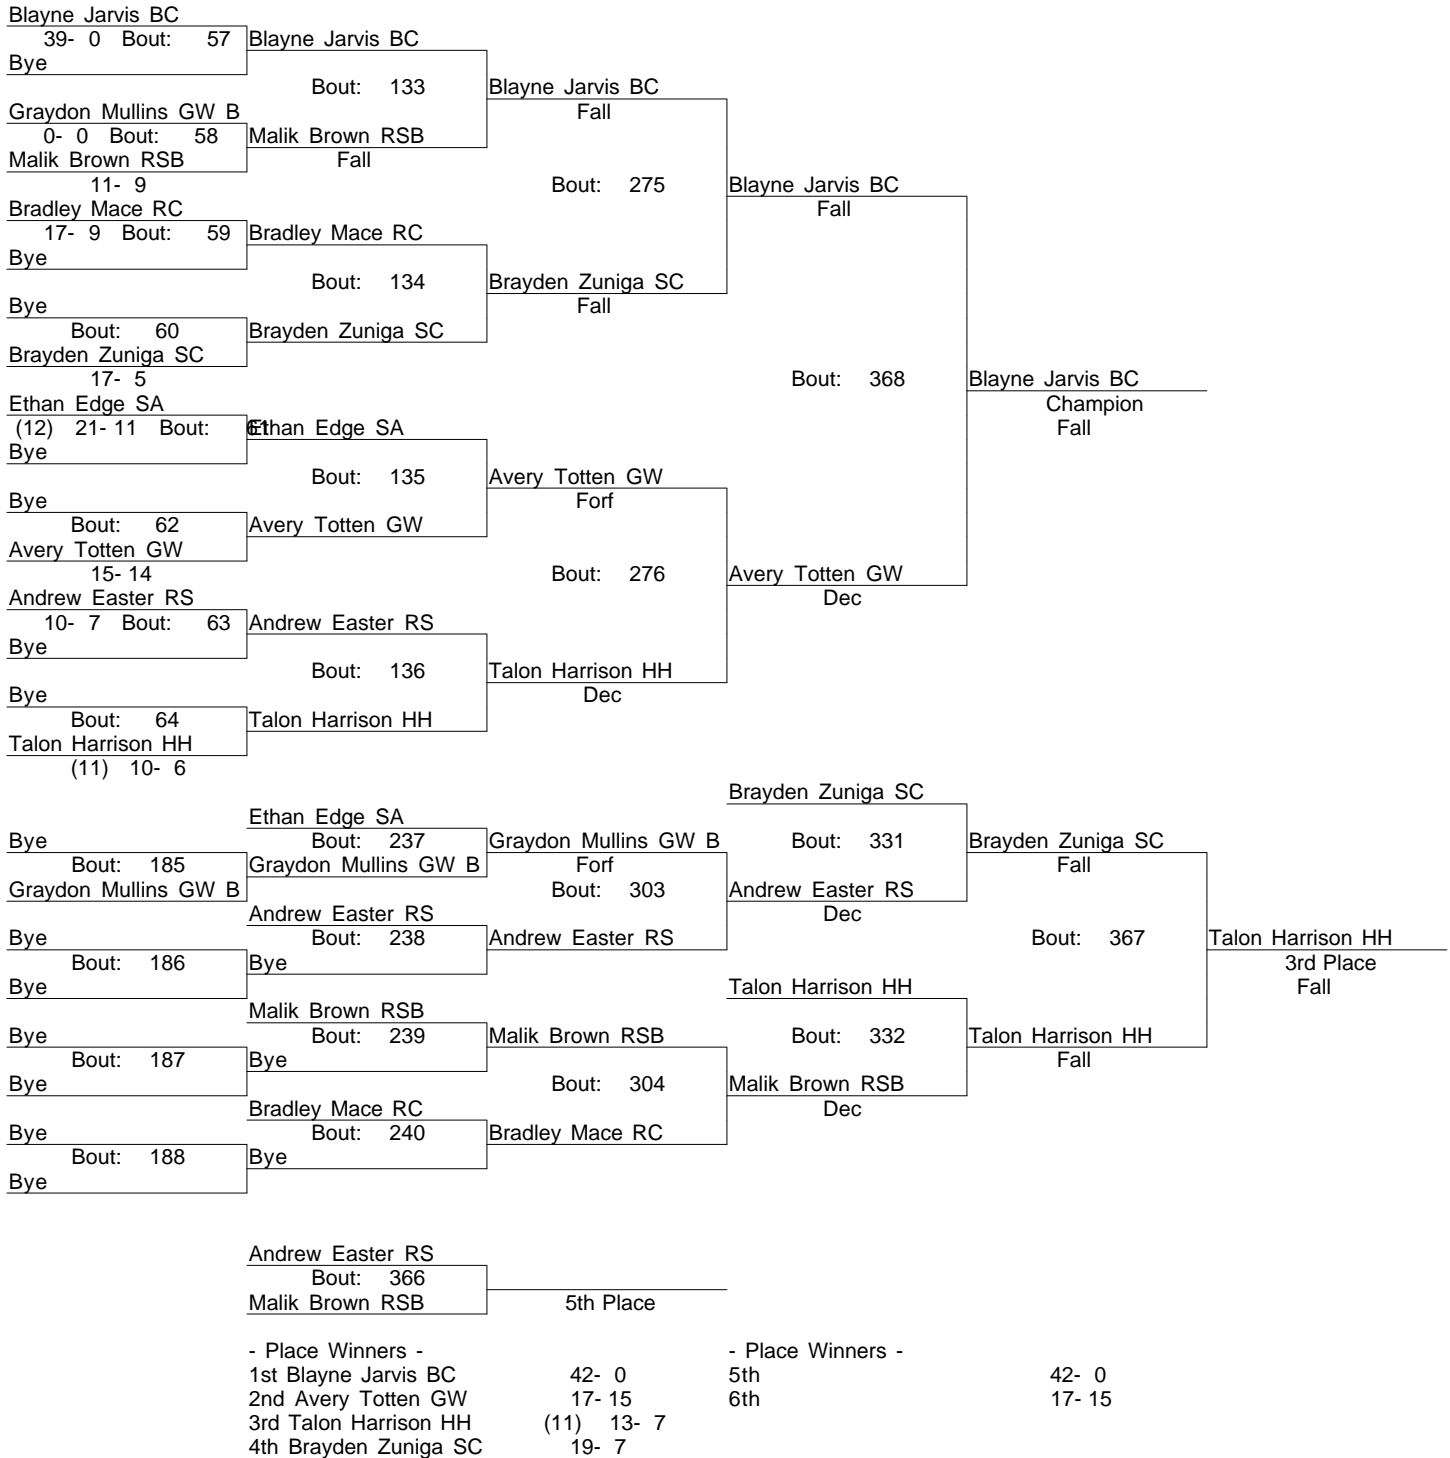 Blayne Jarvis BC
39- 0 Bout: 57 Blayne Jarvis BC
Bye
Bout: 133 Blayne Jarvis BC
Graydon Mullins GW B Fall
0- 0 Bout: 58 Malik Brown RSB
Malik Brown RSB Fall
11- 9 Bout: 275 Blayne Jarvis BC
Bradley Mace RC Fall
17- 9 Bout: 59 Bradley Mace RC
Bye
Bout: 134 Brayden Zuniga SC
Bye Fall
Bout: 60 Brayden Zuniga SC
Brayden Zuniga SC
17- 5 Bout: 368 Blayne Jarvis BC
Ethan Edge SA Champion
(12) 21- 11 Bout: 61 Ethan Edge SA Fall
Bye
Bout: 135 Avery Totten GW
Bye Forf
Bout: 62 Avery Totten GW
Avery Totten GW
15- 14 Bout: 276 Avery Totten GW
Andrew Easter RS Dec
10- 7 Bout: 63 Andrew Easter RS
Bye
Bout: 136 Talon Harrison HH
Bye Dec
Bout: 64 Talon Harrison HH
Talon Harrison HH
(11) 10- 6
Brayden Zuniga SC
Ethan Edge SA
Bye Bout: 237 Graydon Mullins GW B Bout: 331 Brayden Zuniga SC
Bout: 185 Graydon Mullins GW B Forf Fall
Graydon Mullins GW B Bout: 303 Andrew Easter RS
Andrew Easter RS Dec
Bye Bout: 238 Andrew Easter RS Bout: 367 Talon Harrison HH
Bout: 186 Bye 3rd Place
Bye Talon Harrison HH Fall
Malik Brown RSB
Bye Bout: 239 Malik Brown RSB Bout: 332 Talon Harrison HH
Bout: 187 Bye Fall
Bye Bout: 304 Malik Brown RSB
Bradley Mace RC Dec
Bye Bout: 240 Bradley Mace RC
Bout: 188 Bye
Bye
Andrew Easter RS
Bout: 366
Malik Brown RSB 5th Place
- Place Winners - - Place Winners -
1st Blayne Jarvis BC 42- 0 5th 42- 0
2nd Avery Totten GW 17- 15 6th 17- 15
3rd Talon Harrison HH (11) 13- 7
4th Brayden Zuniga SC 19- 7